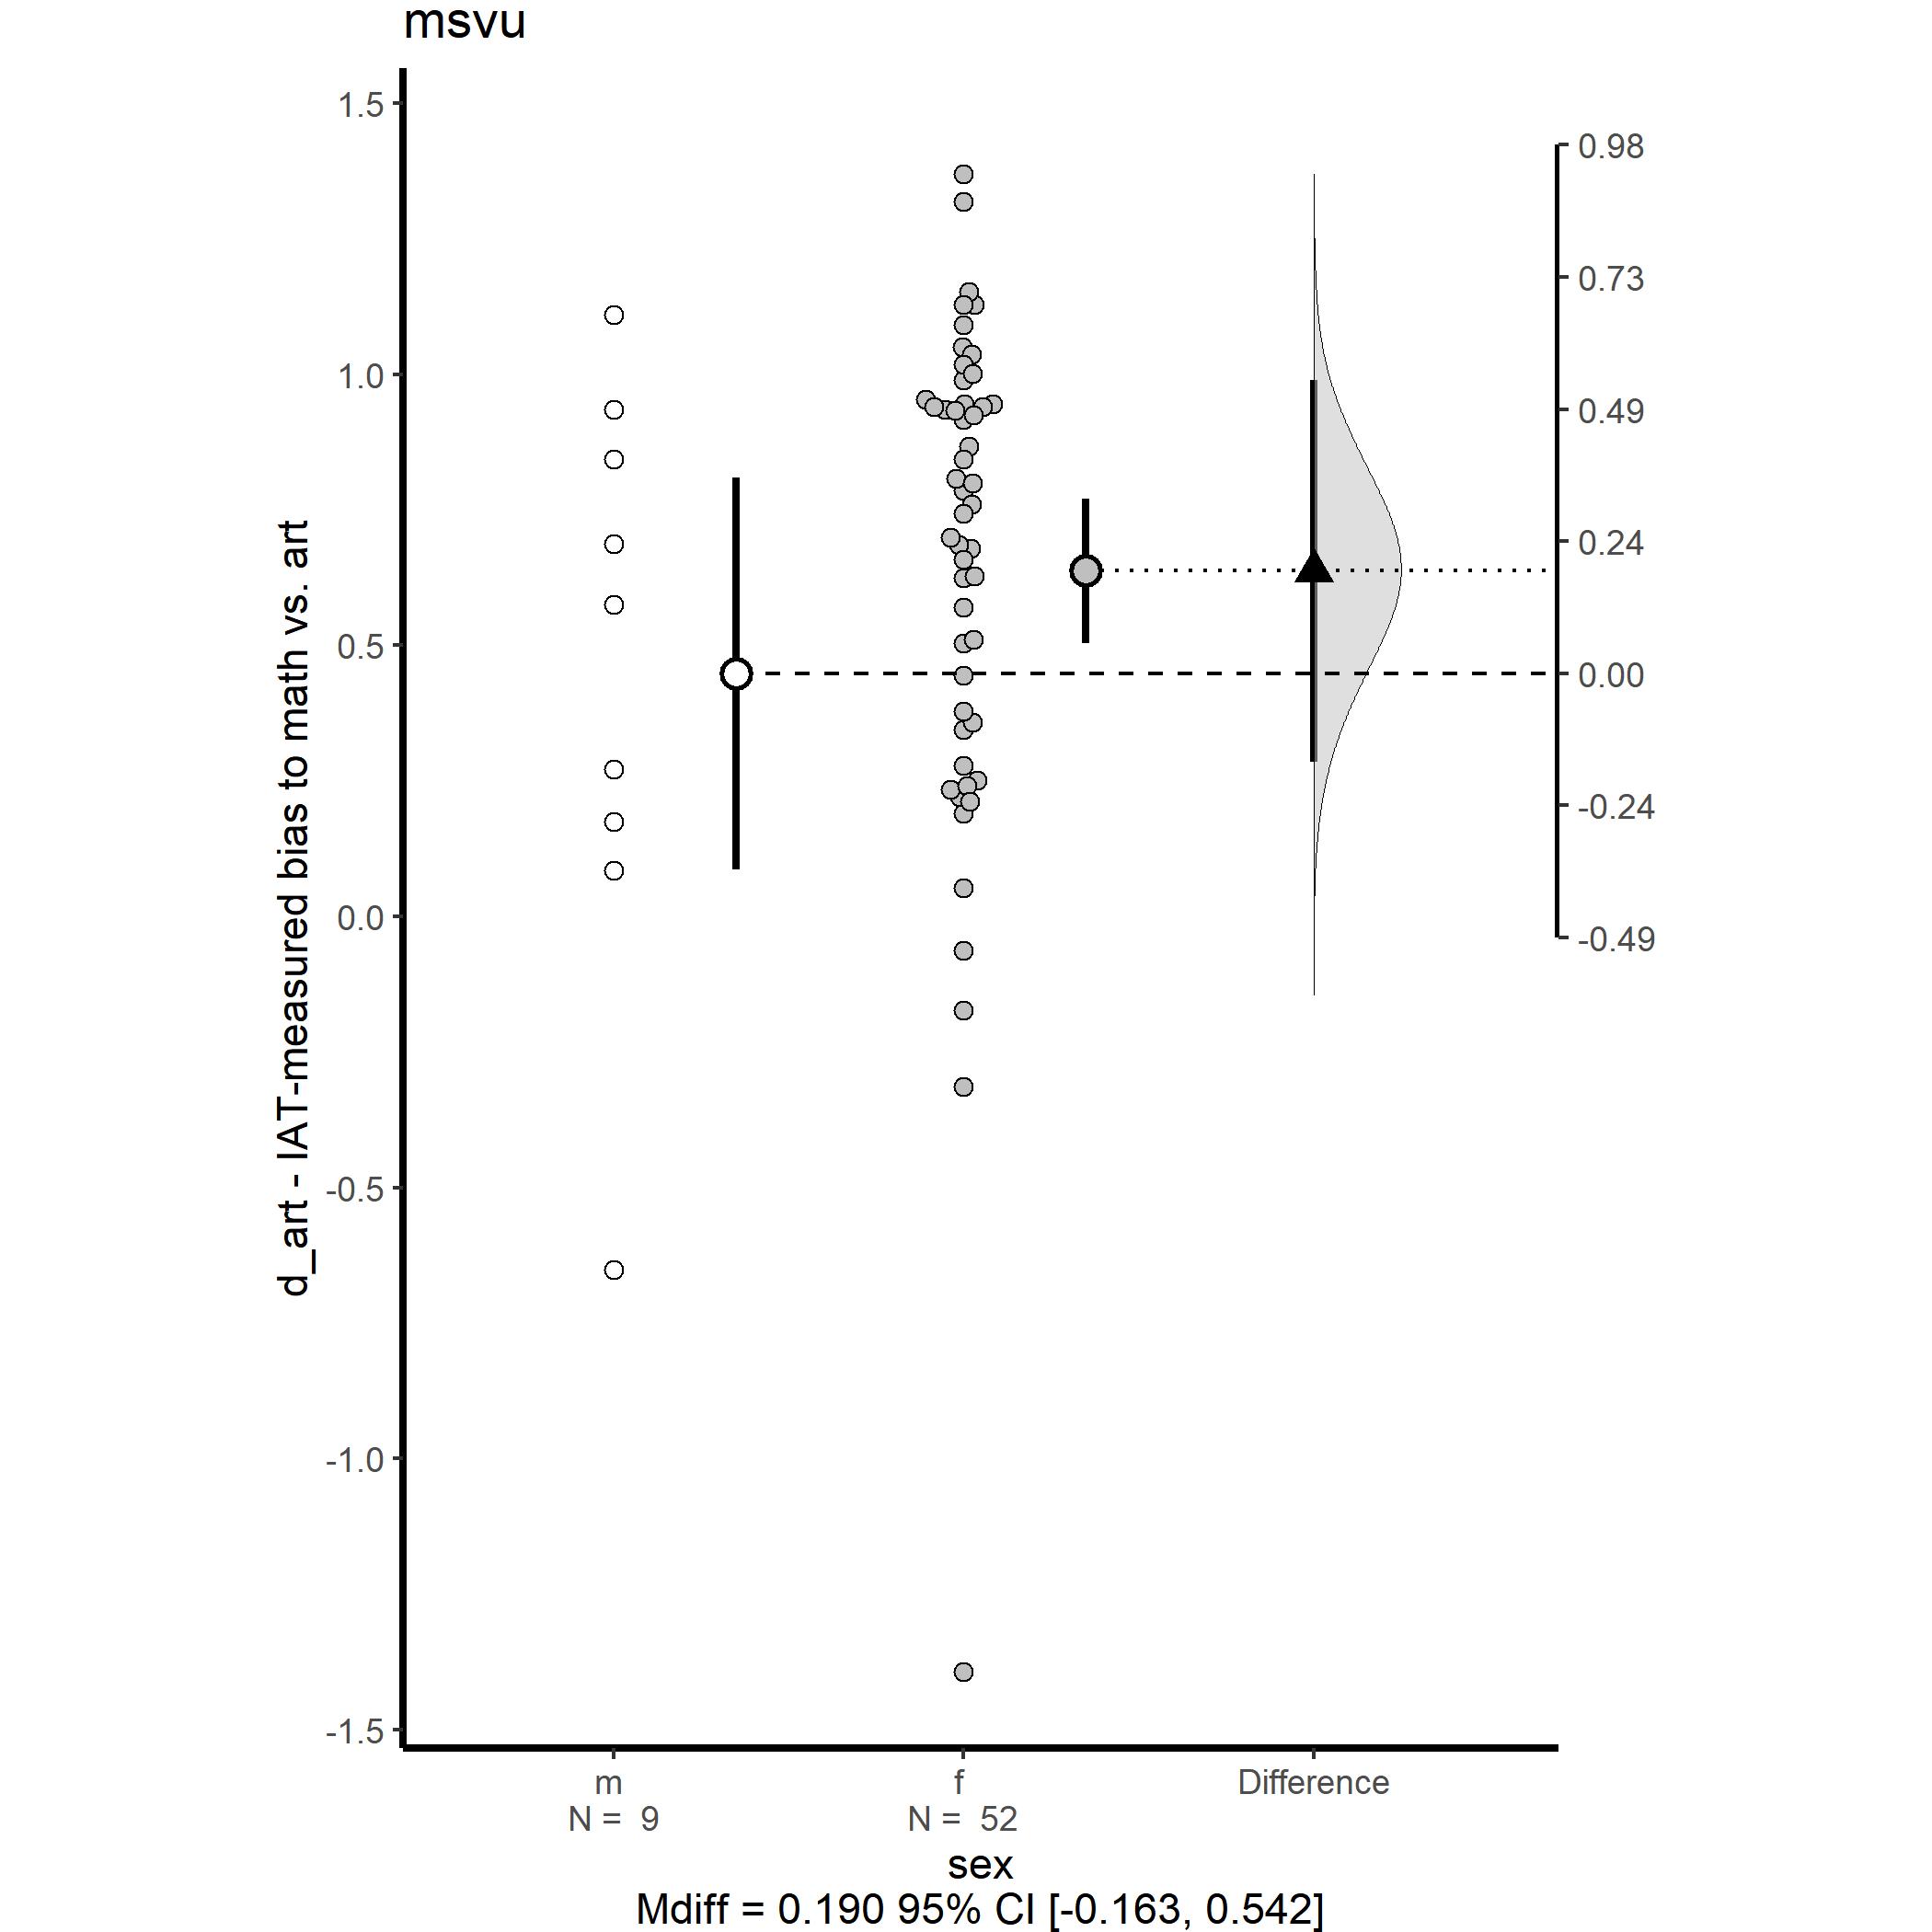 msvu
d_art - IAT-measured bias to math vs. art
1.5
1.0
0.5
0.0
-0.5
-1.0
-1.5
0.98
0.73
0.49
0.24
0.00
-0.24
-0.49
m
N = 9
f
N = 52
Difference
sex
Mdiff = 0.190 95% CI [-0.163, 0.542]